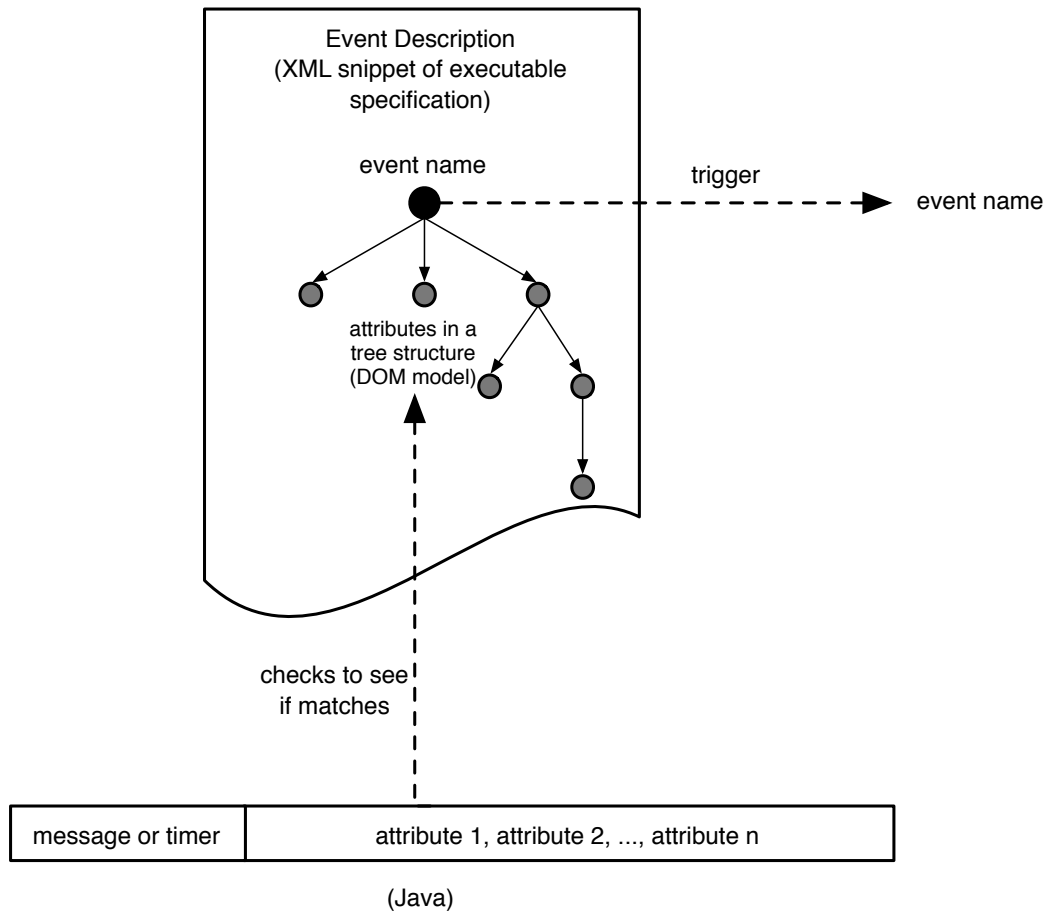 Event Description
(XML snippet of executable
specification)
event name
trigger
event name
attributes in a
tree structure
(DOM model)
checks to see
if matches
message or timer
attribute 1, attribute 2, ..., attribute n
(Java)